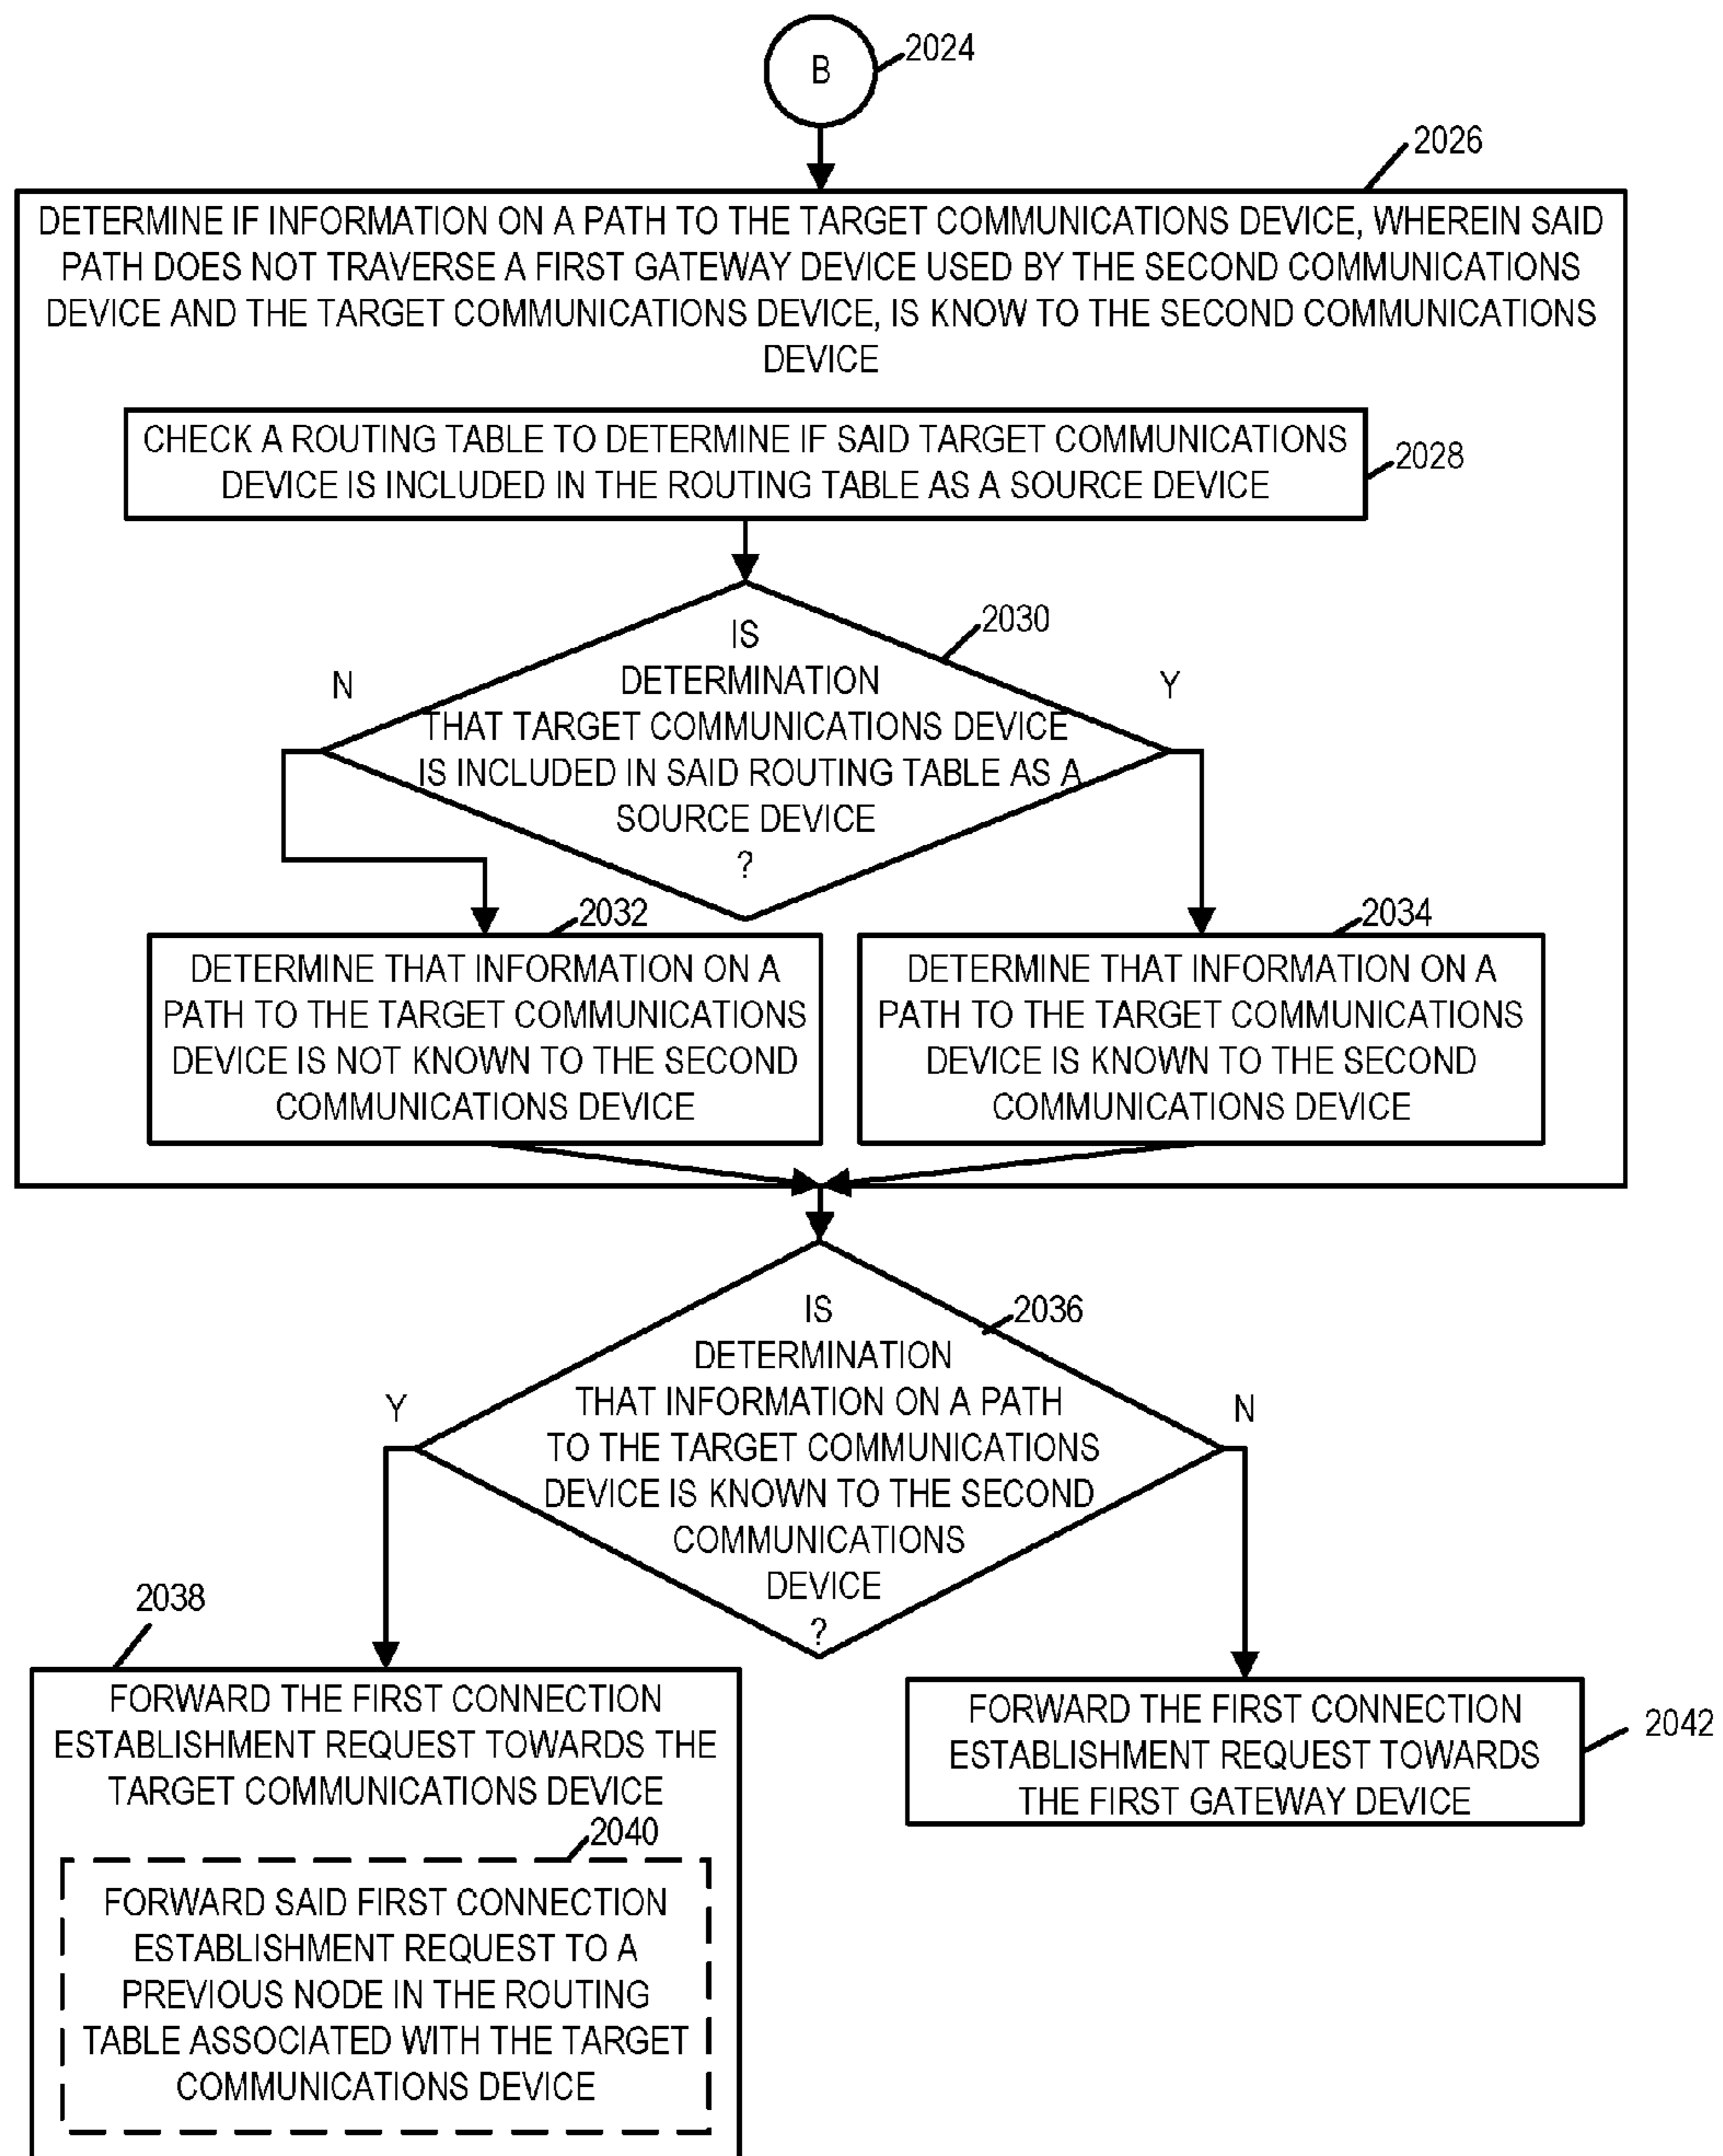 B
2024
2026
DETERMINE IF INFORMATION ON A PATH TO THE TARGET COMMUNICATIONS DEVICE, WHEREIN SAID
PATH DOES NOT TRAVERSE A FIRST GATEWAY DEVICE USED BY THE SECOND COMMUNICATIONS
DEVICE AND THE TARGET COMMUNICATIONS DEVICE, IS KNOW TO THE SECOND COMMUNICATIONS
DEVICE
CHECK A ROUTING TABLE TO DETERMINE IF SAID TARGET COMMUNICATIONS
DEVICE IS INCLUDED IN THE ROUTING TABLE AS A SOURCE DEVICE
2028
2030
N
Y
IS
DETERMINATION
THAT TARGET COMMUNICATIONS DEVICE
IS INCLUDED IN SAID ROUTING TABLE AS A
SOURCE DEVICE
?
2032
DETERMINE THAT INFORMATION ON A
PATH TO THE TARGET COMMUNICATIONS
DEVICE IS NOT KNOWN TO THE SECOND
COMMUNICATIONS DEVICE
2034
DETERMINE THAT INFORMATION ON A
PATH TO THE TARGET COMMUNICATIONS
DEVICE IS KNOWN TO THE SECOND
COMMUNICATIONS DEVICE
2036
Y
N
IS
DETERMINATION
THAT INFORMATION ON A PATH
TO THE TARGET COMMUNICATIONS
DEVICE IS KNOWN TO THE SECOND
COMMUNICATIONS
DEVICE
?
2038
FORWARD THE FIRST CONNECTION
ESTABLISHMENT REQUEST TOWARDS THE
TARGET COMMUNICATIONS DEVICE
2040
FORWARD SAID FIRST CONNECTION
ESTABLISHMENT REQUEST TO A
PREVIOUS NODE IN THE ROUTING
TABLE ASSOCIATED WITH THE TARGET
COMMUNICATIONS DEVICE
FORWARD THE FIRST CONNECTION
ESTABLISHMENT REQUEST TOWARDS
THE FIRST GATEWAY DEVICE
2042